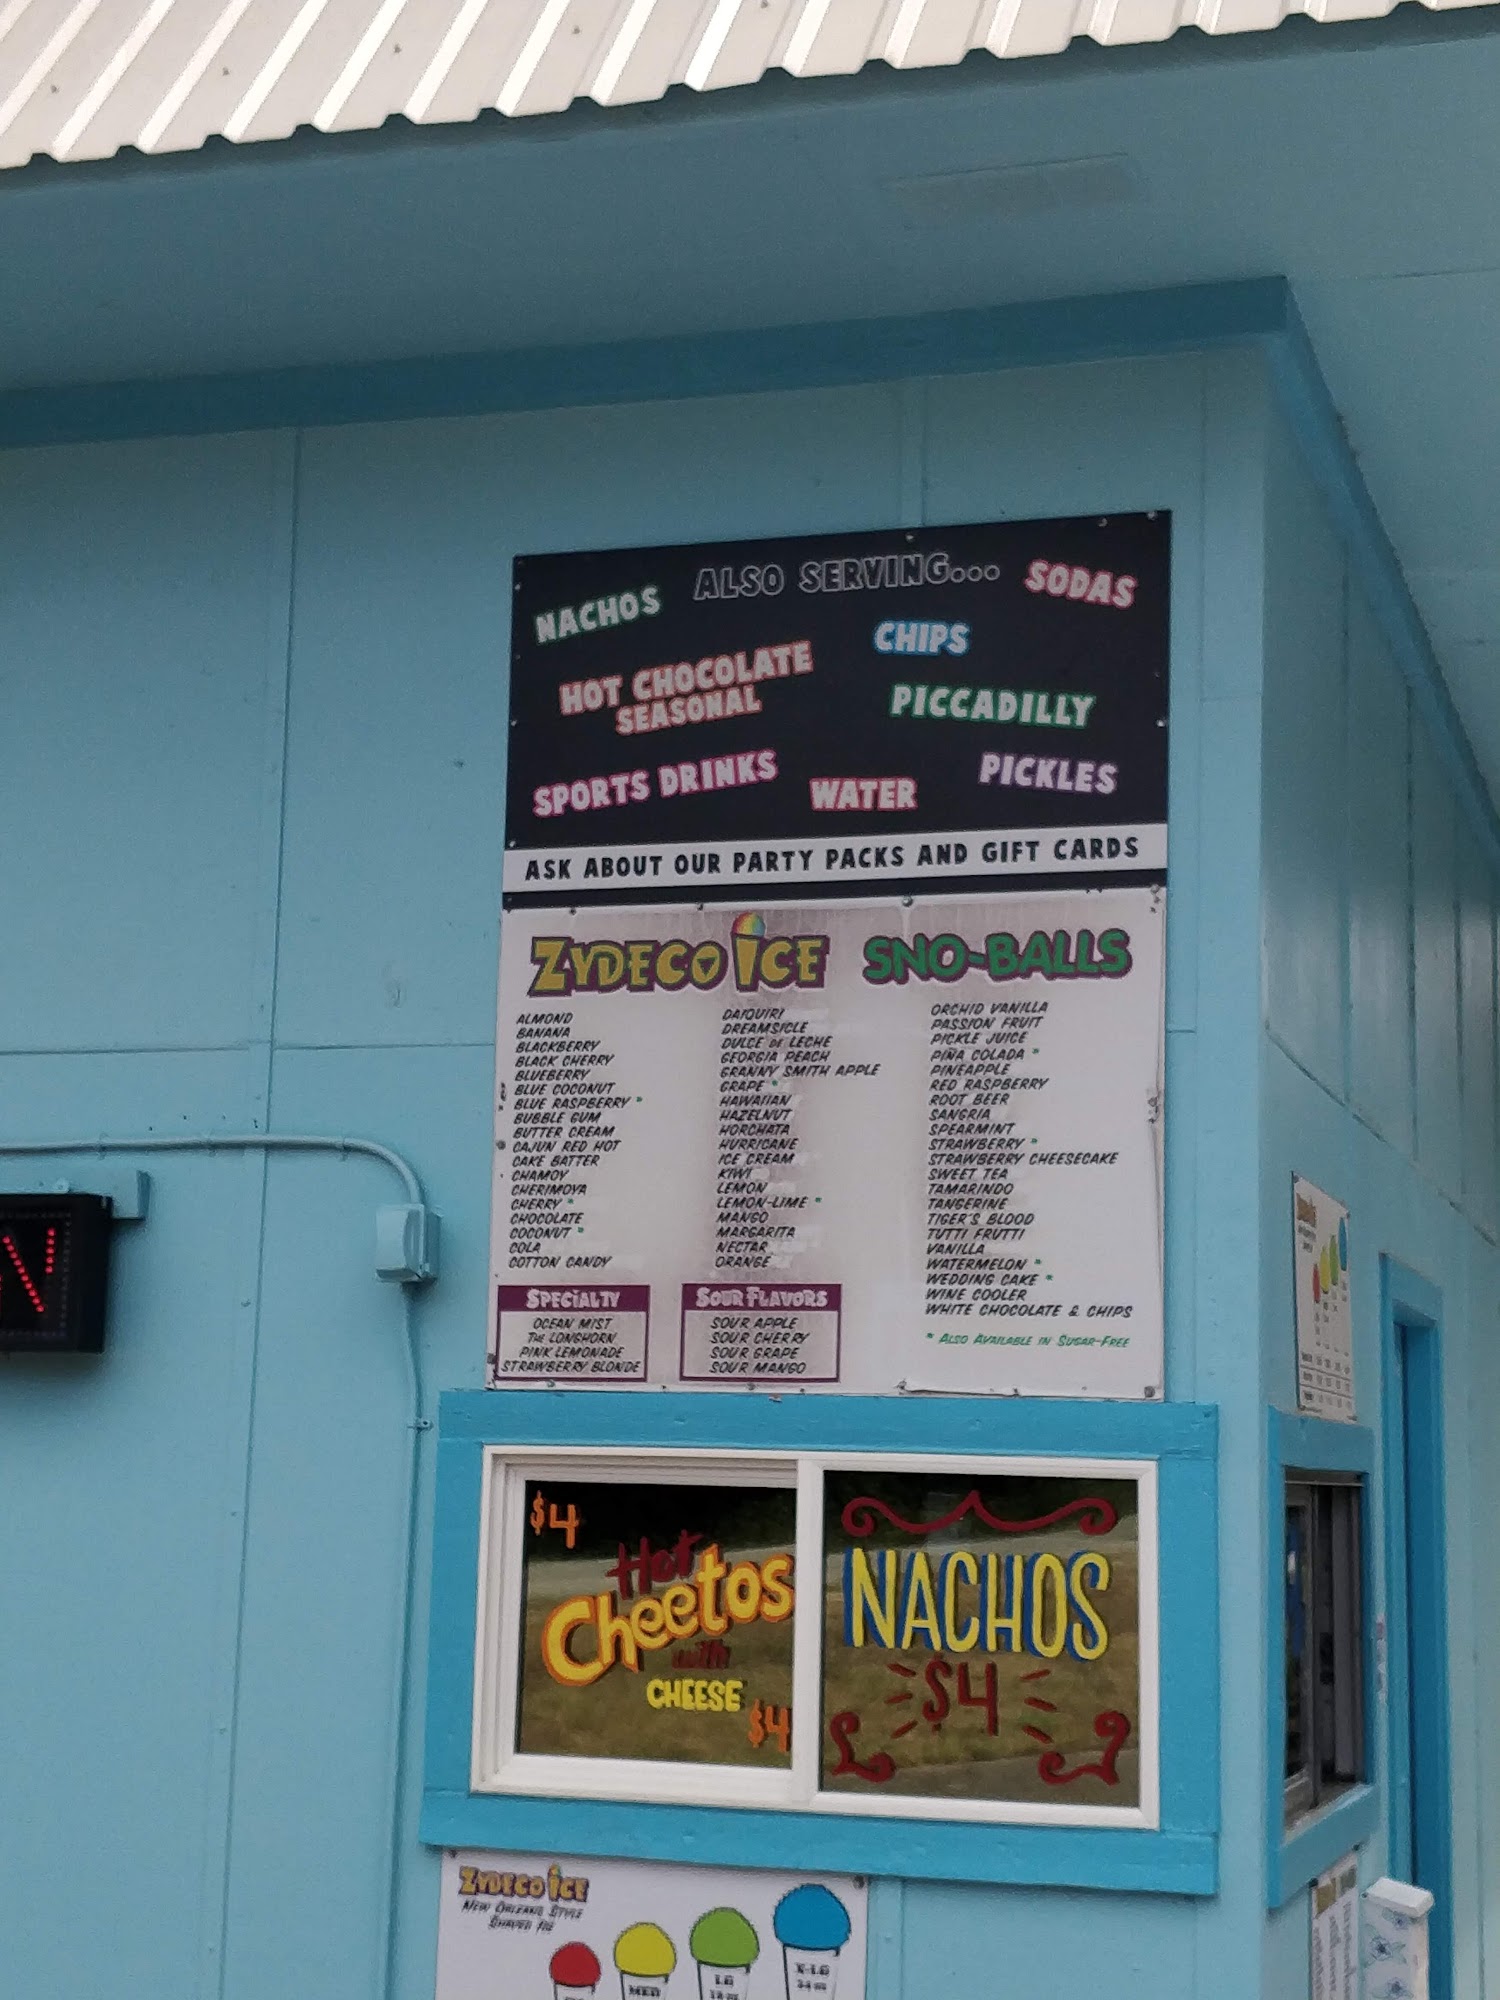 ALSO SERVING...
NACHOS
SODAS
CHIPS
HOT CHOCOLATE
SEASONAL
PICCADILLY
SPORTS DRINKS
WATER
PICKLES
ASK ABOUT OUR PARTY PACKS AND GIFT CARDS
ZYDECO ICE SNO-BALLS
ALMOND
BANANA
BLACKBERRY
BLACK CHERRY
BLUEBERRY
BLUE COCONUT
BLUE RASPBERRY *
BUBBLE GUM
BUTTER CREAM
CAJUN RED HOT
CAKE BATTER
CHAMOY
CHERIMOYA
CHERRY *
CHOCOLATE
COCONUT *
COLA
COTTON CANDY
DAIQUIRI
DREAMSICLE
DULCE DE LECHE
GEORGIA PEACH
GRANNY SMITH APPLE
GRAPE *
HAWAIIAN
HAZELNUT
HORCHATA
HURRICANE
ICE CREAM
KIWI
LEMON
LEMON-LIME *
MANGO
MARGARITA
NECTAR
ORANGE
ORCHID VANILLA
PASSION FRUIT
PICKLE JUICE
PIÑA COLADA *
PINEAPPLE
RED RASPBERRY
ROOT BEER
SANGRIA
SPEARMINT
STRAWBERRY *
STRAWBERRY CHEESECAKE
SWEET TEA
TAMARINDO
TANGERINE
TIGER'S BLOOD
TUTTI FRUTTI
VANILLA
WATERMELON *
WEDDING CAKE *
WINE COOLER
WHITE CHOCOLATE & CHIPS
* ALSO AVAILABLE IN SUGAR-FREE
SPECIALTY
OCEAN MIST
THE LONGHORN
PINK LEMONADE
STRAWBERRY BLONDE
SOUR FLAVORS
SOUR APPLE
SOUR CHERRY
SOUR GRAPE
SOUR MANGO
$4
Hot
Cheetos
with
CHEESE
$4
NACHOS
$4
ZYDECO ICE
NEW ORLEANS STYLE
SHAVED ICE
MED
LG
X-LG